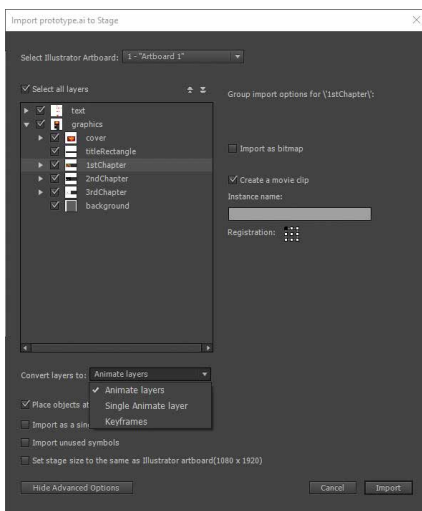 Import prototype.ai to Stage
Select Illustrator Artboard: 1 - "Artboard 1"
Select all layers
Group import options for \'1stChapter\':
text
graphics
cover
titleRectangle
1stChapter
2ndChapter
3rdChapter
background
Import as bitmap
Create a movie clip
Instance name:
Registration:
Convert layers to: Animate layers
Animate layers
Single Animate layer
Keyframes
Place objects at
Import as a sin
Import unused symbols
Set stage size to the same as Illustrator artboard(1080 x 1920)
Hide Advanced Options
Cancel
Import